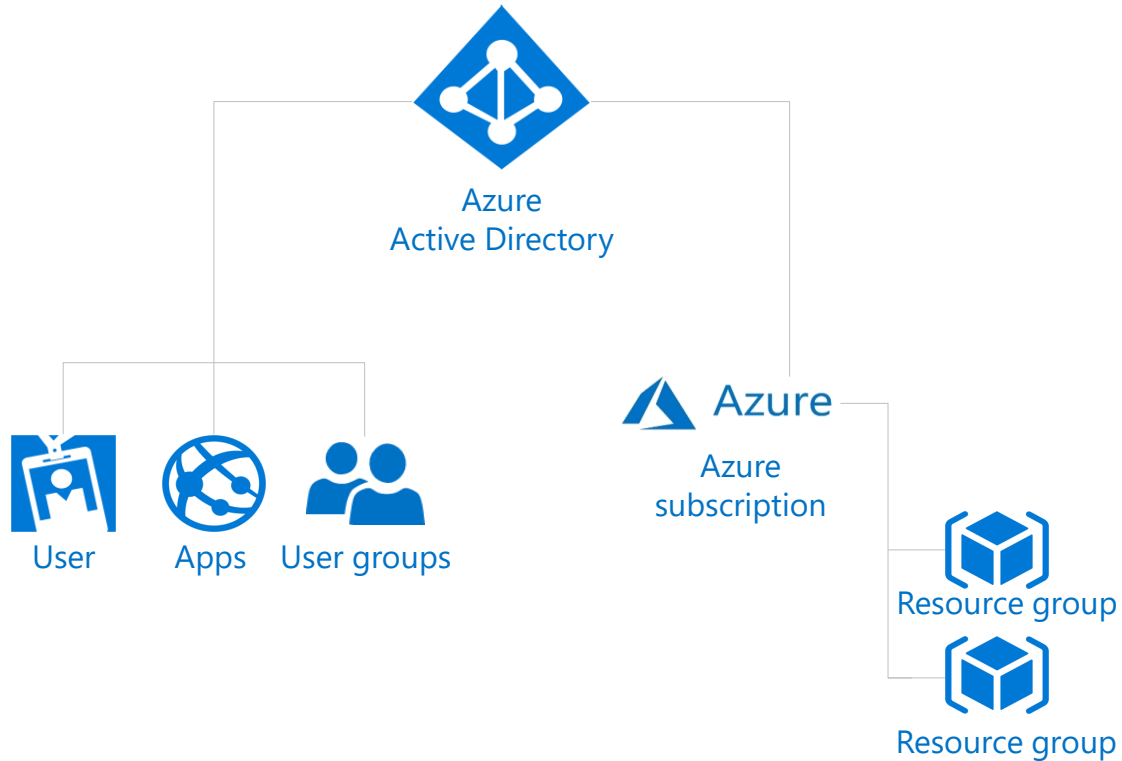 Azure
Active Directory
Azure
Azure
subscription
User
Apps
User groups
Resource group
Resource group